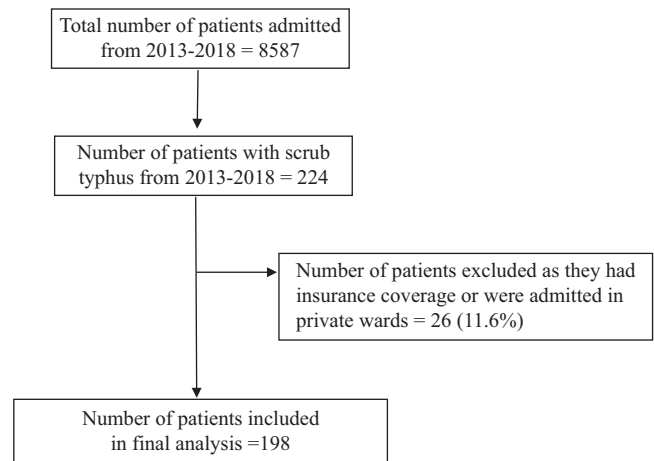 Total number of patients admitted
from 2013-2018 = 8587
Number of patients with scrub
typhus from 2013-2018 = 224
Number of patients excluded as they had
insurance coverage or were admitted in
private wards = 26 (11.6%)
Number of patients included
in final analysis =198